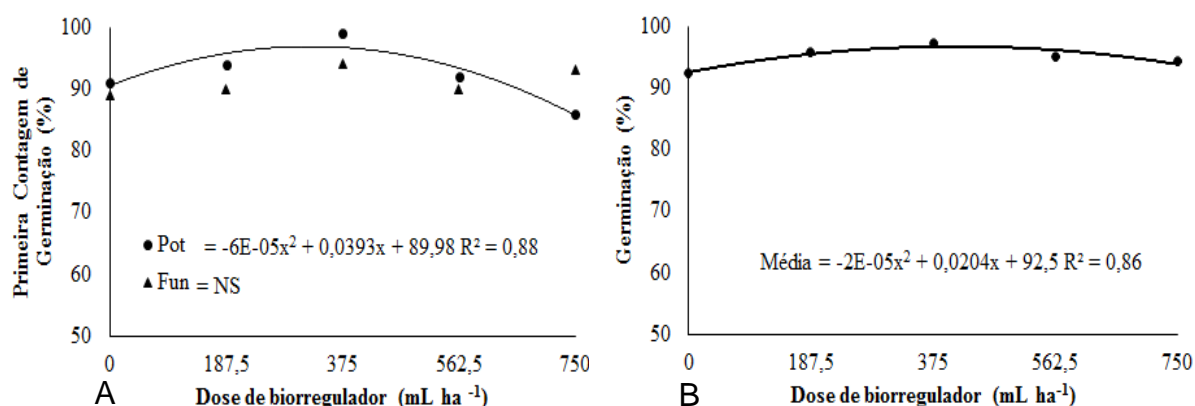 Primeira Contagem de
Germinação (%)
100
90
80
70
60
50
● Pot = -6E-05x² + 0,0393x + 89,98 R² = 0,88
▲ Fun = NS
0 187,5 375 562,5 750
A Dose de biorregulador (mL ha ⁻¹)
Germinação (%)
100
90
80
70
60
50
Média = -2E-05x² + 0,0204x + 92,5 R² = 0,86
0 187,5 375 562,5 750
B Dose de biorregulador (mL ha⁻¹)